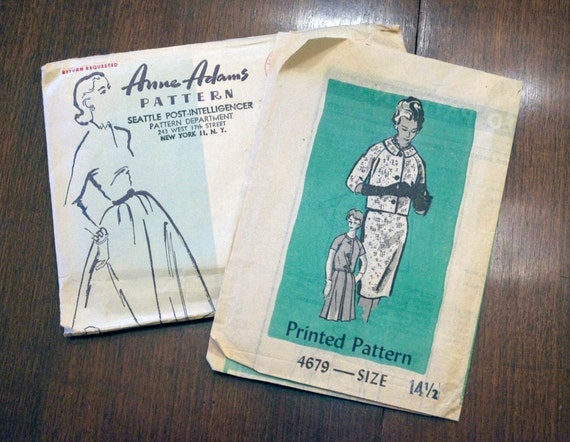 RETURN REQUESTED
Anne Adams
PATTERN
SEATTLE POST-INTELLIGENCER
PATTERN DEPARTMENT
243 WEST 17th STREET
NEW YORK 11, N. Y.
Printed Pattern
4679 — SIZE 14½